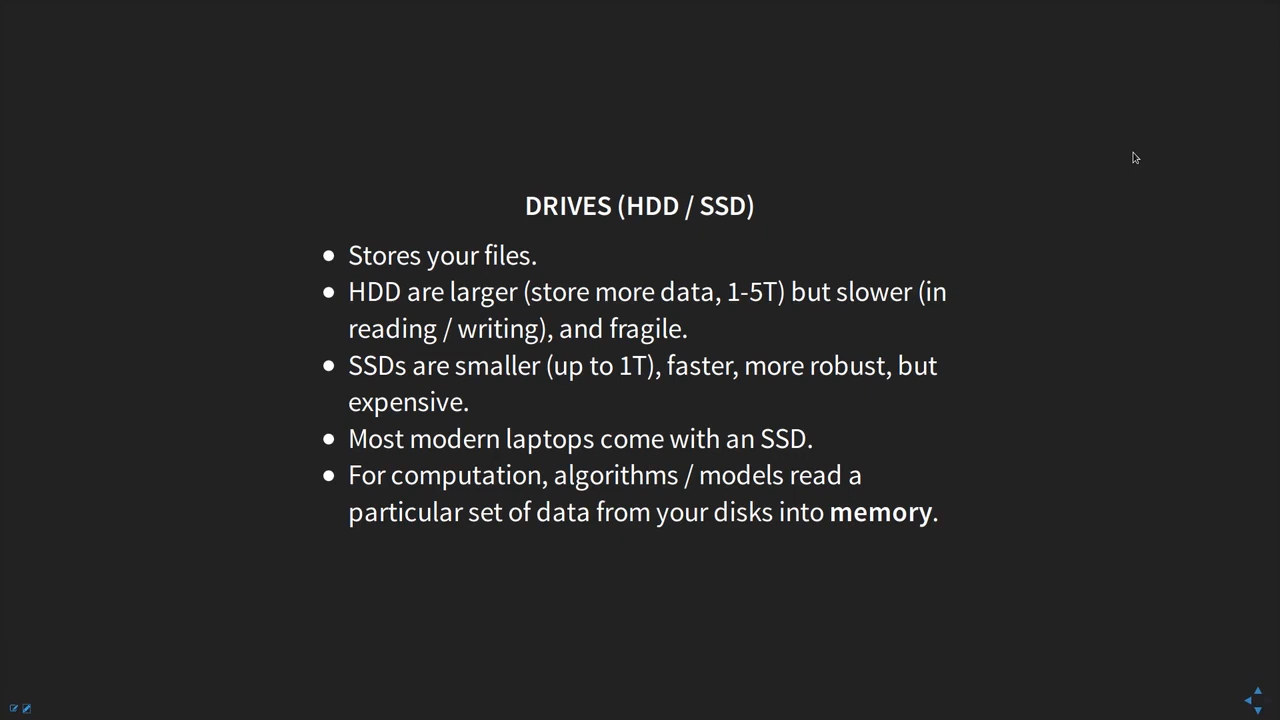 DRIVES (HDD / SSD)
• Stores your files.
• HDD are larger (store more data, 1-5T) but slower (in
reading / writing), and fragile.
• SSDs are smaller (up to 1T), faster, more robust, but
expensive.
• Most modern laptops come with an SSD.
• For computation, algorithms / models read a
particular set of data from your disks into memory.